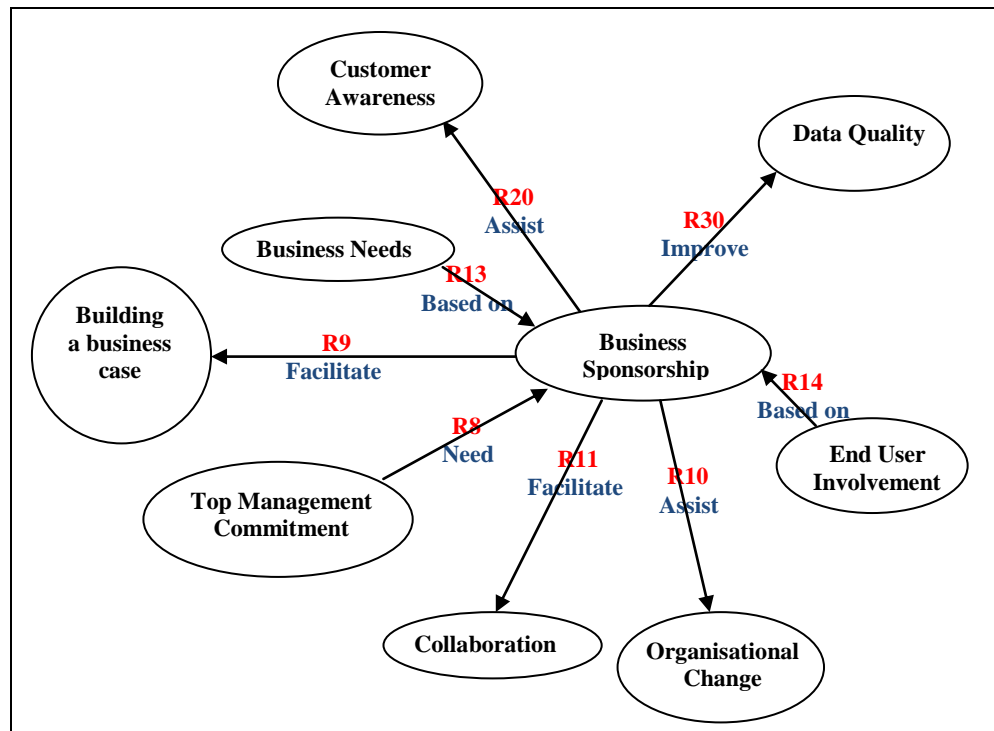 Customer
Awareness
Data Quality
R20
Assist
R30
Improve
Business Needs
R13
Based on
Building
a business
case
R9
Facilitate
Business
Sponsorship
R14
Based on
R8
Need
End User
Involvement
R11
Facilitate
R10
Assist
Top Management
Commitment
Collaboration
Organisational
Change